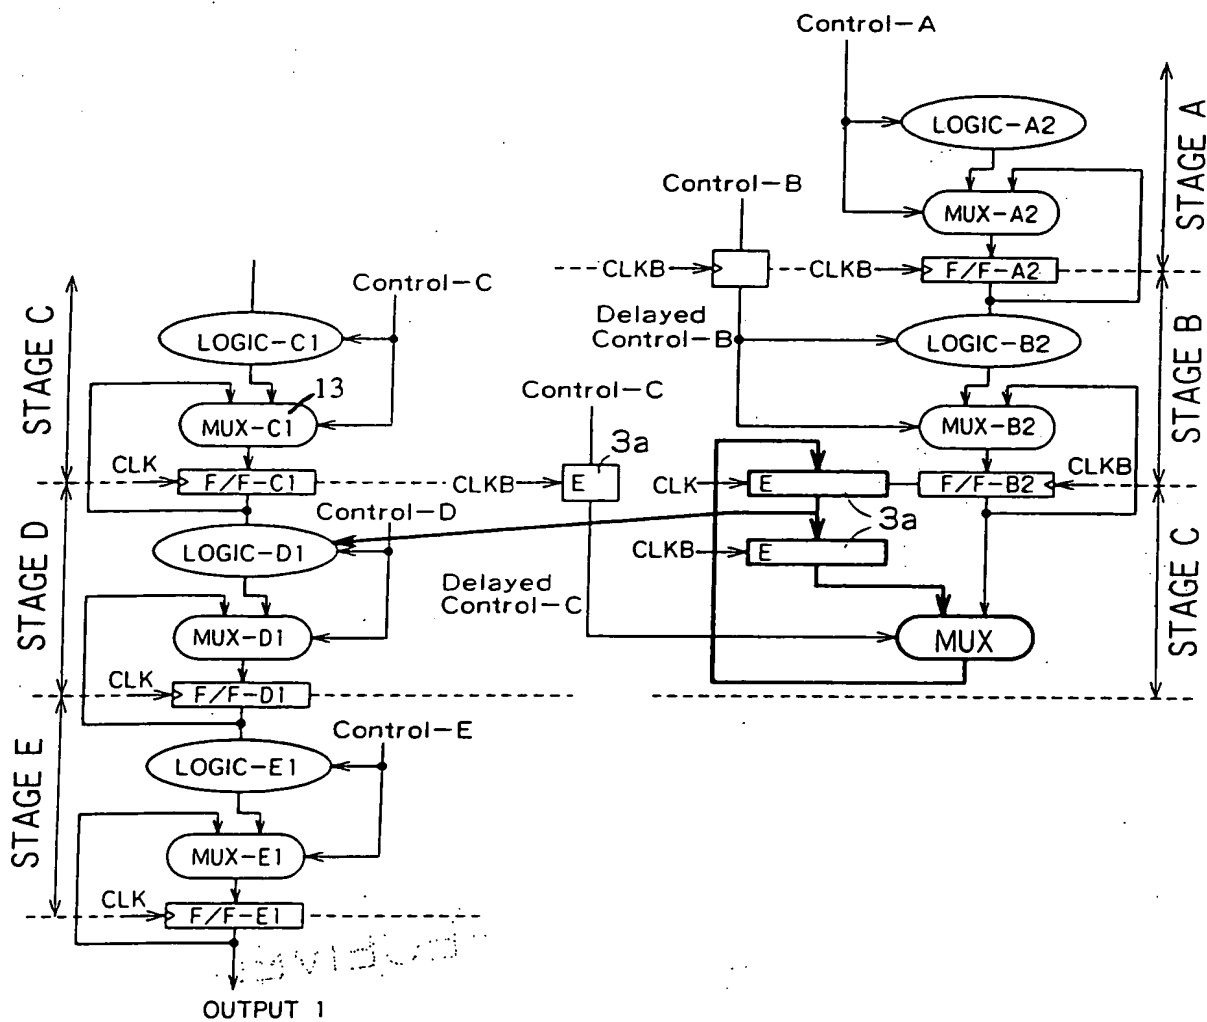 Control-A
LOGIC-A2
STAGE A
Control-B
MUX-A2
CLKB
CLKB
F/F-A2
Control-C
STAGE C
Delayed
Control-B
LOGIC-C1
LOGIC-B2
STAGE B
Control-C
13
MUX-C1
MUX-B2
3a
CLK
F/F-C1
CLKB
E
CLK
E
F/F-B2
CLKB
Control-D
3a
LOGIC-D1
CLKB
E
STAGE D
Delayed
Control-C
STAGE C
MUX-D1
MUX
CLK
F/F-D1
Control-E
LOGIC-E1
STAGE E
MUX-E1
CLK
F/F-E1
OUTPUT 1